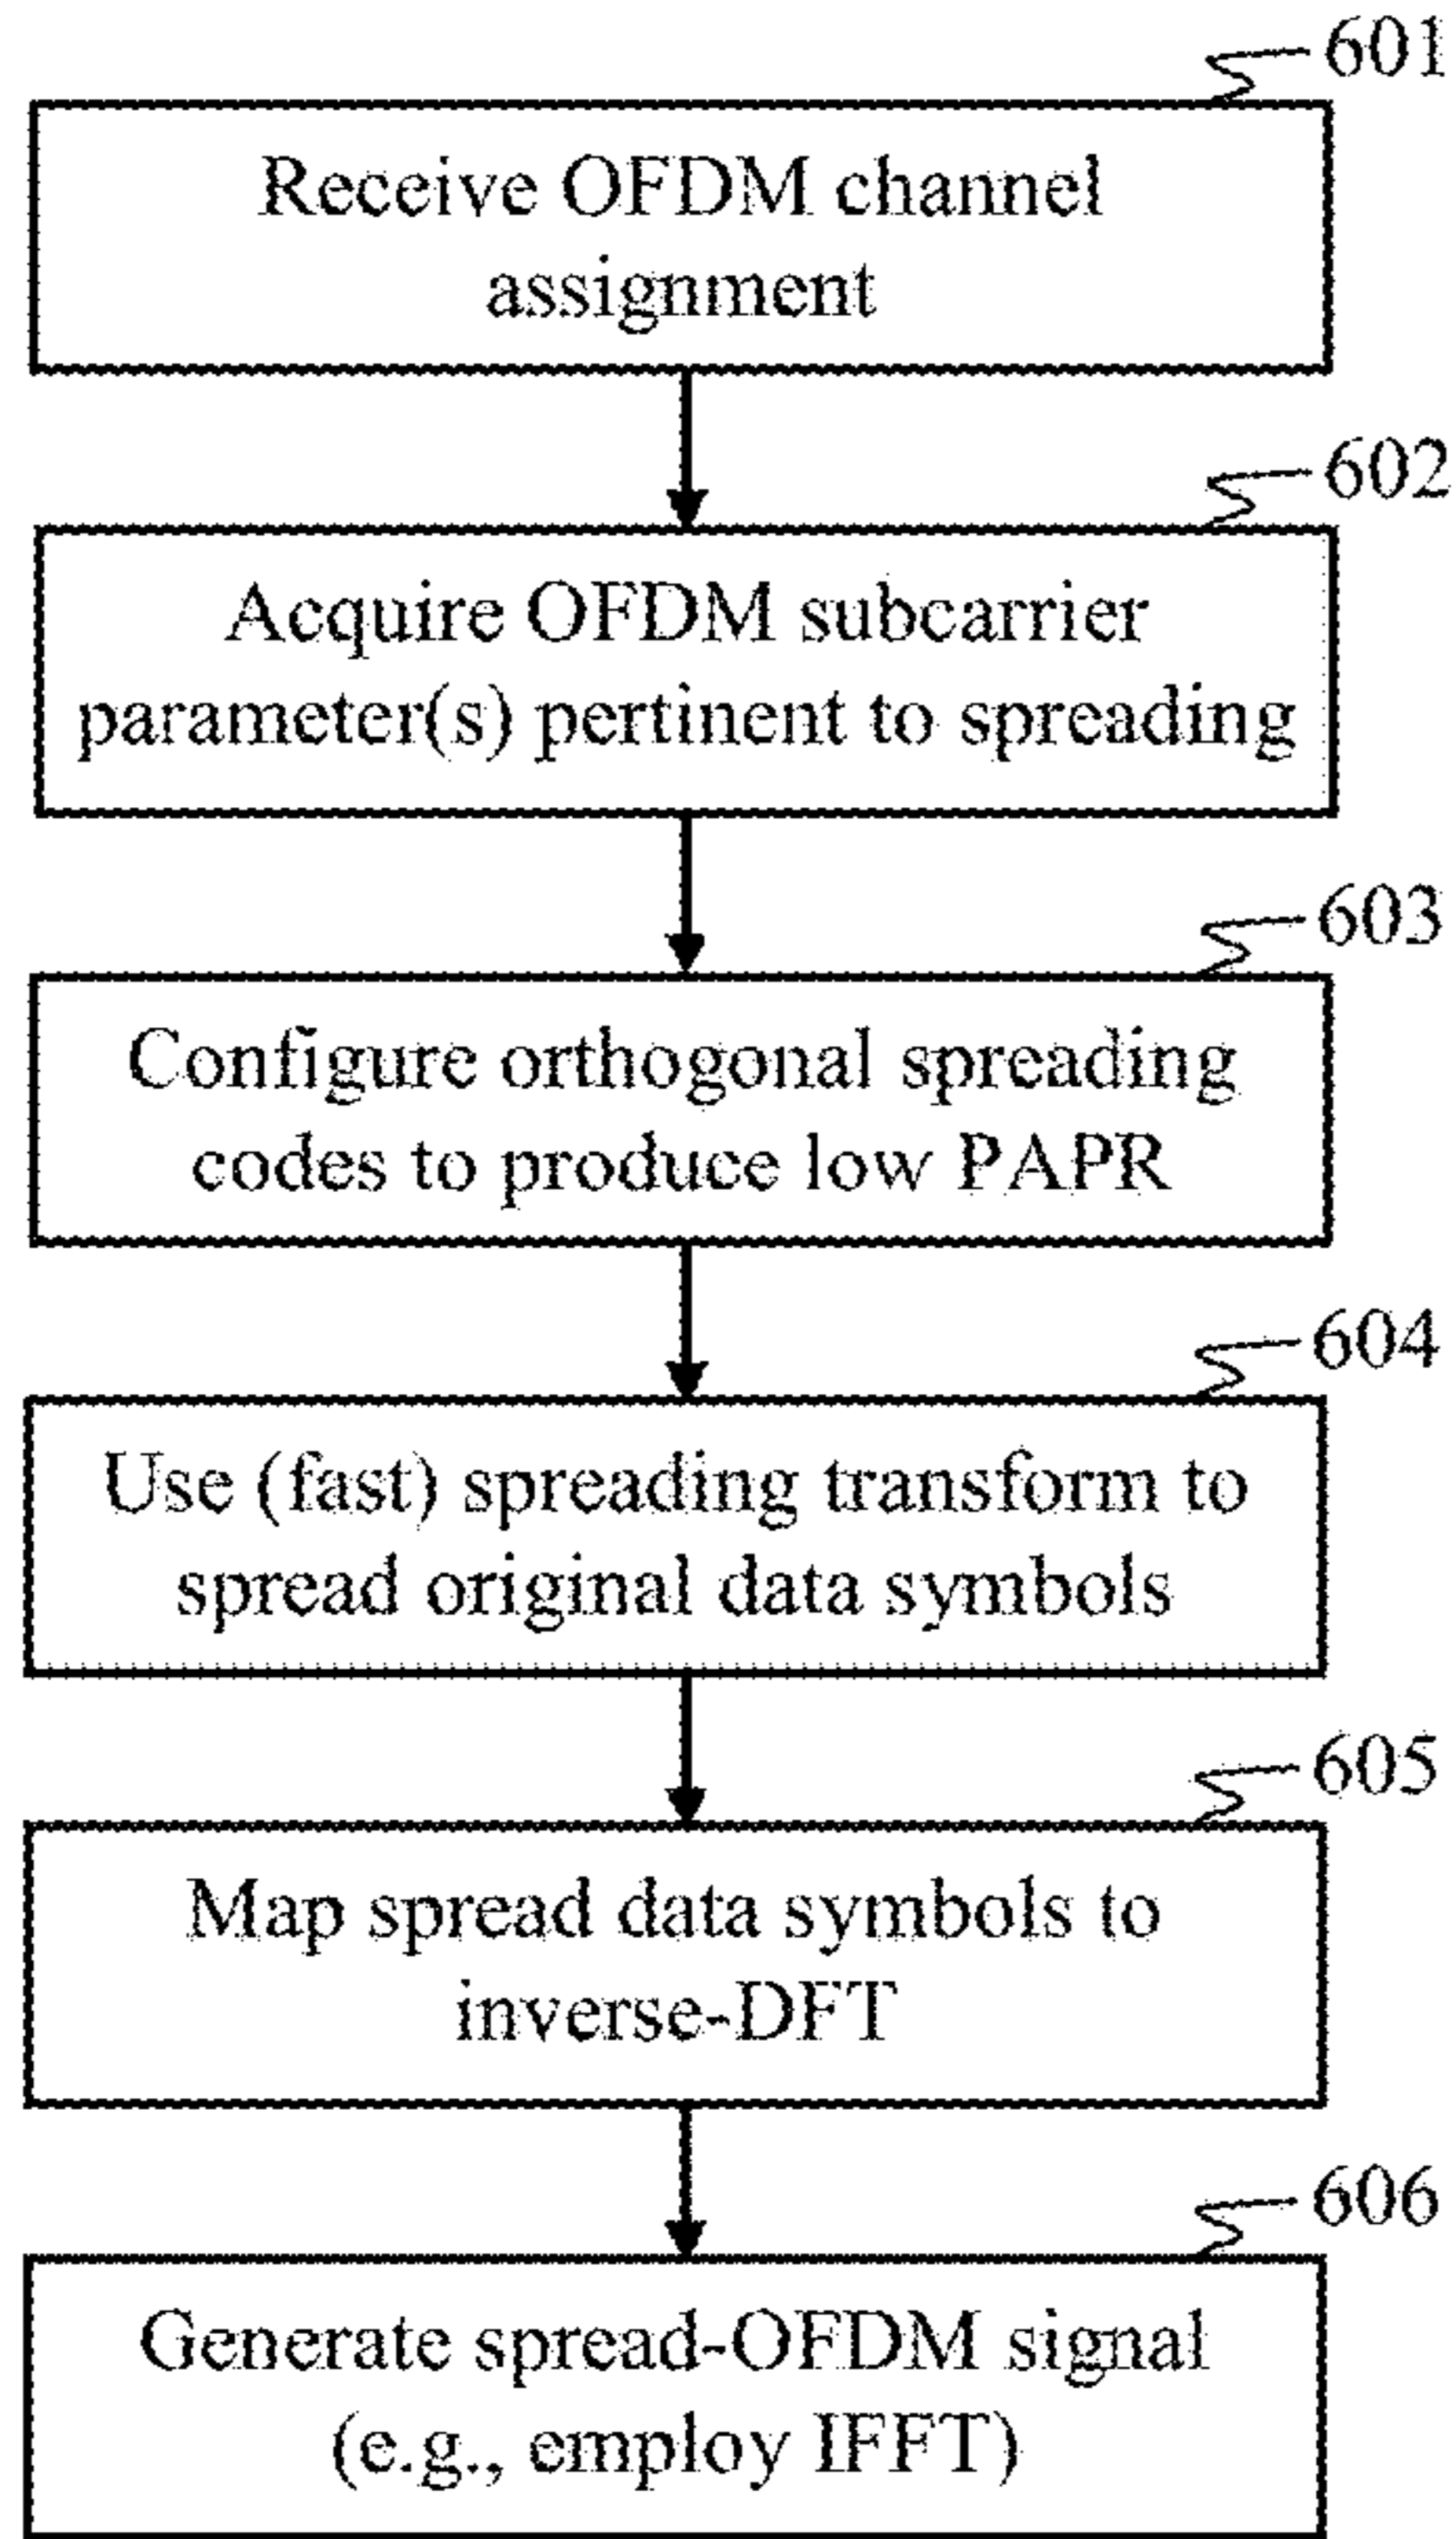 601
Receive OFDM channel
assignment
602
Acquire OFDM subcarrier
parameter(s) pertinent to spreading
603
Configure orthogonal spreading
codes to produce low PAPR
604
Use (fast) spreading transform to
spread original data symbols
605
Map spread data symbols to
inverse-DFT
606
Generate spread-OFDM signal
(e.g., employ IFFT)